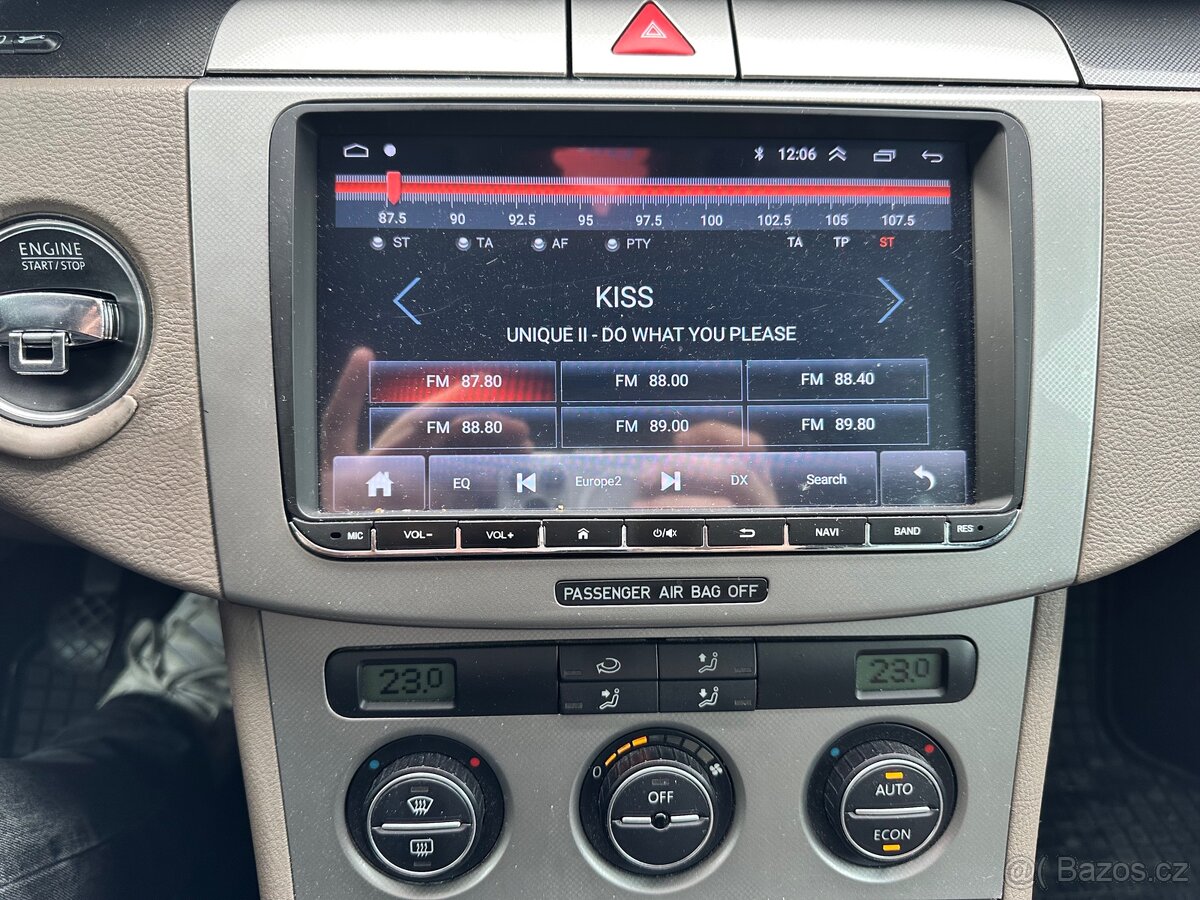 ENGINE
START/STOP
12:06
87.5 90 92.5 95 97.5 100 102.5 105 107.5
ST TA AF PTY TA TP ST
KISS
UNIQUE II - DO WHAT YOU PLEASE
FM 87.80 FM 88.00 FM 88.40
FM 88.80 FM 89.00 FM 89.80
EQ Europe2 DX Search
MIC VOL- VOL+ NAVI BAND RES
PASSENGER AIR BAG OFF
23.0 23.0
0 OFF AUTO
ECON
@( Bazos.cz